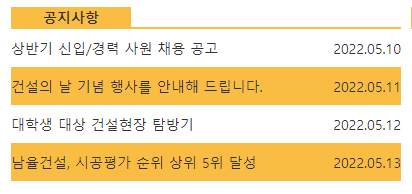 공지사항
상반기 신입/경력 사원 채용 공고 2022.05.10
건설의 날 기념 행사를 안내해 드립니다. 2022.05.11
대학생 대상 건설현장 탐방기 2022.05.12
남율건설, 시공평가 순위 상위 5위 달성 2022.05.13